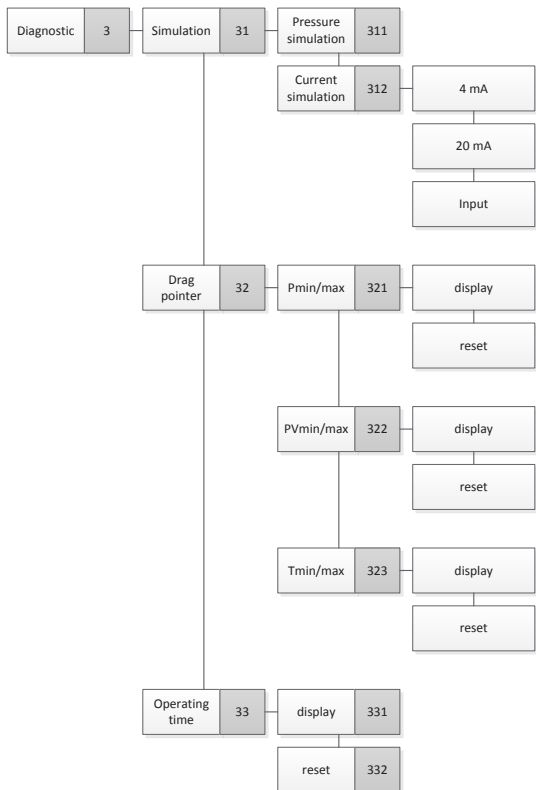 Diagnostic 3 Simulation 31 Pressure simulation 311
Current simulation 312 4 mA
20 mA
Input
Drag pointer 32 Pmin/max 321 display
reset
PVmin/max 322 display
reset
Tmin/max 323 display
reset
Operating time 33 display 331
reset 332